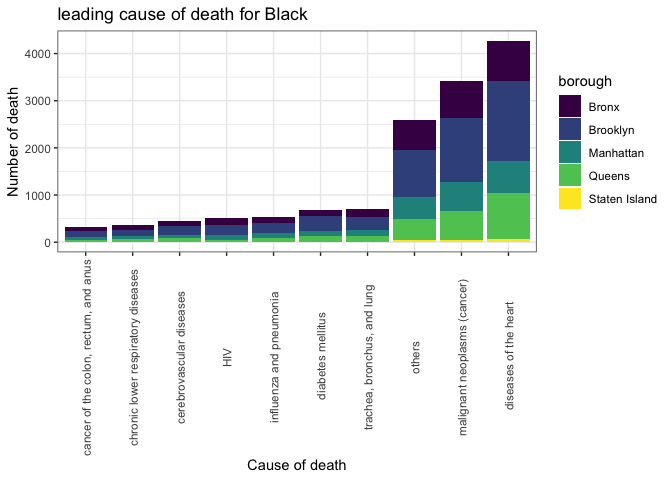 leading cause of death for Black
Number of death
4000
3000
2000
1000
0
cancer of the colon, rectum, and anus
chronic lower respiratory diseases
cerebrovascular diseases
HIV
influenza and pneumonia
diabetes mellitus
trachea, bronchus, and lung
others
malignant neoplasms (cancer)
diseases of the heart
Cause of death
borough
Bronx
Brooklyn
Manhattan
Queens
Staten Island